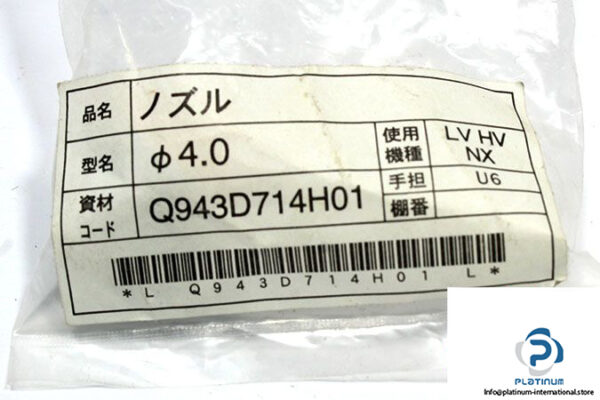 品名 ノズル
型名 φ4.0 使用機種 LV HV NX
資材コード Q943D714H01 手担 U6
棚番
*L Q943D714H01 L*
PLATINUM
Info@platinum-international.store